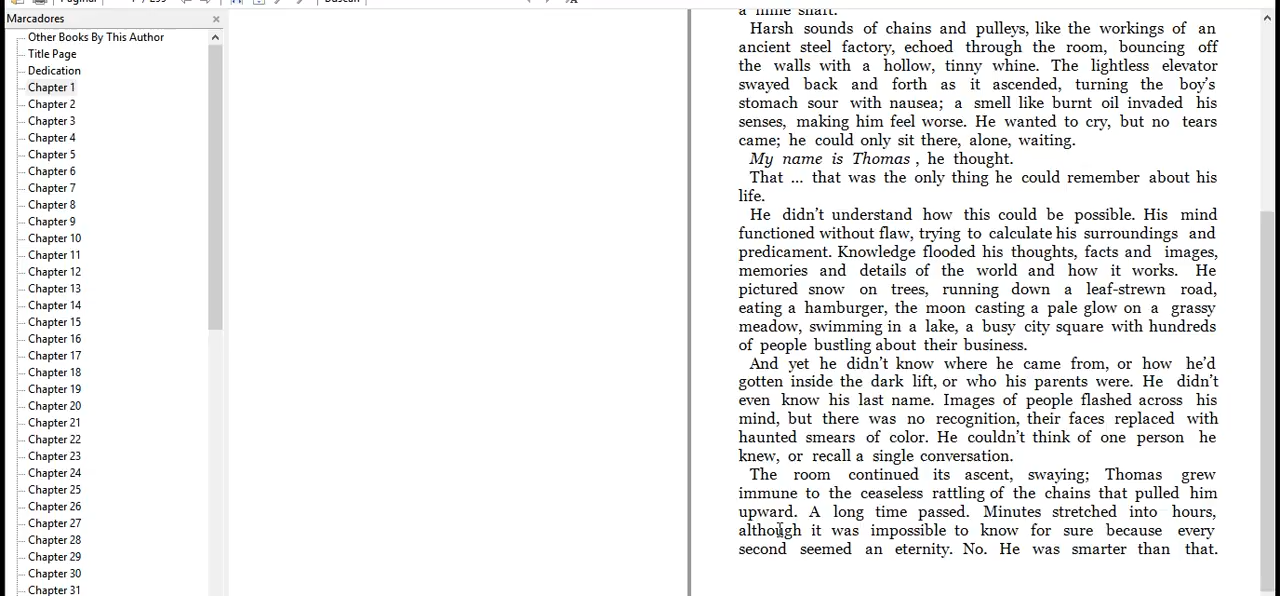 Marcadores
Other Books By This Author
Title Page
Dedication
Chapter 1
Chapter 2
Chapter 3
Chapter 4
Chapter 5
Chapter 6
Chapter 7
Chapter 8
Chapter 9
Chapter 10
Chapter 11
Chapter 12
Chapter 13
Chapter 14
Chapter 15
Chapter 16
Chapter 17
Chapter 18
Chapter 19
Chapter 20
Chapter 21
Chapter 22
Chapter 23
Chapter 24
Chapter 25
Chapter 26
Chapter 27
Chapter 28
Chapter 29
Chapter 30
Chapter 31
a mine shaft.
Harsh sounds of chains and pulleys, like the workings of an
ancient steel factory, echoed through the room, bouncing off
the walls with a hollow, tinny whine. The lightless elevator
swayed back and forth as it ascended, turning the boy's
stomach sour with nausea; a smell like burnt oil invaded his
senses, making him feel worse. He wanted to cry, but no tears
came; he could only sit there, alone, waiting.
My name is Thomas , he thought.
That ... that was the only thing he could remember about his
life.
He didn't understand how this could be possible. His mind
functioned without flaw, trying to calculate his surroundings and
predicament. Knowledge flooded his thoughts, facts and images,
memories and details of the world and how it works. He
pictured snow on trees, running down a leaf-strewn road,
eating a hamburger, the moon casting a pale glow on a grassy
meadow, swimming in a lake, a busy city square with hundreds
of people bustling about their business.
And yet he didn't know where he came from, or how he'd
gotten inside the dark lift, or who his parents were. He didn't
even know his last name. Images of people flashed across his
mind, but there was no recognition, their faces replaced with
haunted smears of color. He couldn't think of one person he
knew, or recall a single conversation.
The room continued its ascent, swaying; Thomas grew
immune to the ceaseless rattling of the chains that pulled him
upward. A long time passed. Minutes stretched into hours,
although it was impossible to know for sure because every
second seemed an eternity. No. He was smarter than that.